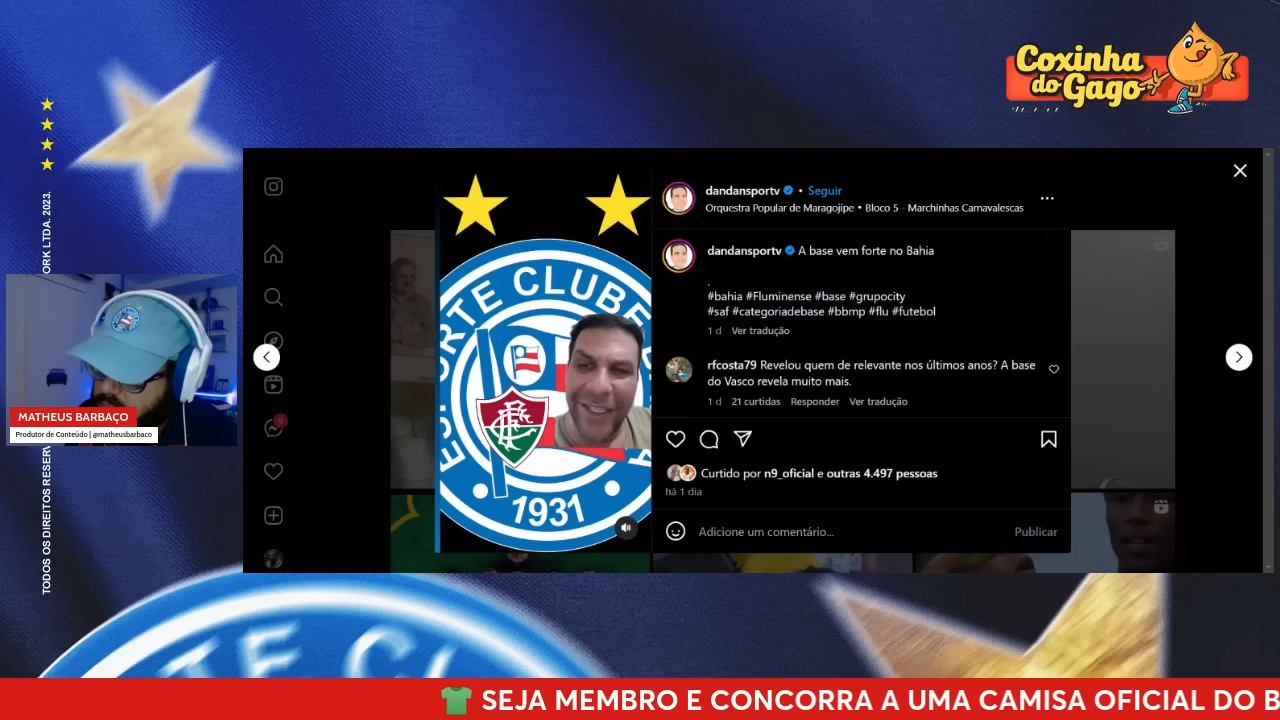 Coxinha
do Gago
TODOS OS DIREITOS RESERV
ORK LTDA. 2023.
dandansportv • Seguir
Orquestra Popular de Maragojipe • Bloco 5 - Marchinhas Carnavalescas
dandansportv A base vem forte no Bahia
.
#bahia #Fluminense #base #grupocity
#saf #categoriadebase #bbmp #flu #futebol
1 d Ver tradução
rfcosta79 Revelou quem de relevante nos últimos anos? A base
do Vasco revela muito mais.
1 d 21 curtidas Responder Ver tradução
Curtido por n9_oficial e outras 4.497 pessoas
há 1 dia
Adicione um comentário... Publicar
ESPORTE CLUBE
1931
MATHEUS BARBAÇO
Produtor de Conteúdo | @matheusbarbaco
TE CL
SEJA MEMBRO E CONCORRA A UMA CAMISA OFICIAL DO B